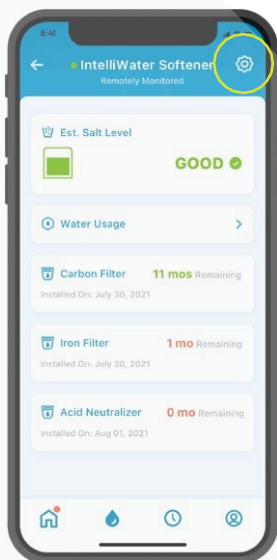 8:41
IntelliWater Softener
Remotely Monitored
Est. Salt Level
GOOD
Water Usage
Carbon Filter 11 mos Remaining
Installed On: July 30, 2021
Iron Filter 1 mo Remaining
Installed On: July 30, 2021
Acid Neutralizer 0 mo Remaining
Installed On: Aug 01, 2021